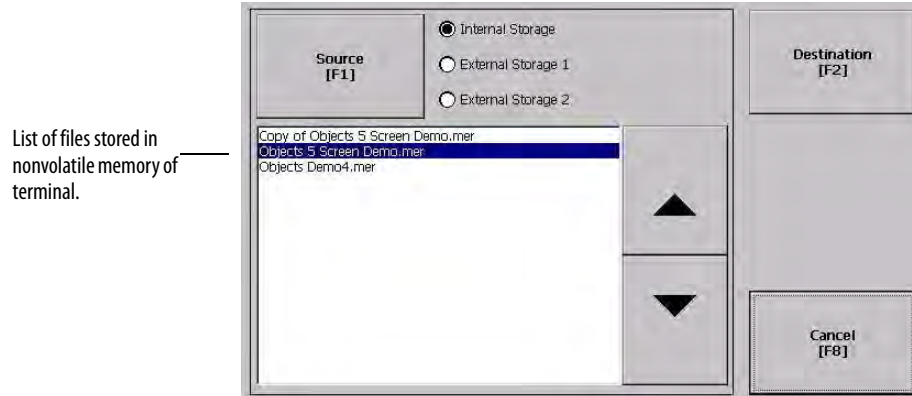 Source
[F1]
Internal Storage
External Storage 1
External Storage 2
Destination
[F2]
List of files stored in
nonvolatile memory of
terminal.
Copy of Objects 5 Screen Demo.mer
Objects 5 Screen Demo.mer
Objects Demo4.mer
Cancel
[F8]